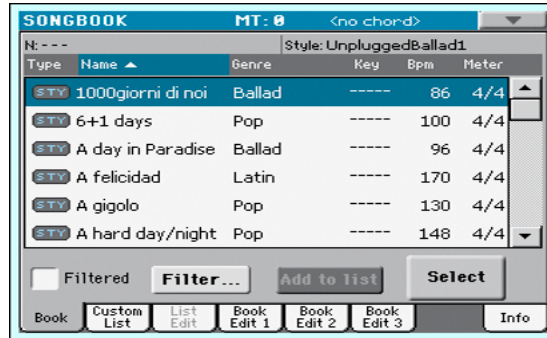 SONGBOOK MT: 0 <no chord>
N: --- Style: UnpluggedBallad1
Type Name Genre Key Bpm Meter
STY 1000giorni di noi Ballad ----- 86 4/4
STY 6+1 days Pop ----- 100 4/4
STY A day in Paradise Ballad ----- 96 4/4
STY A felicidad Latin ----- 170 4/4
STY A gigolo Pop ----- 130 4/4
STY A hard day/night Pop ----- 148 4/4
Filtered Filter... Add to list Select
Book Custom List List Edit Book Edit 1 Book Edit 2 Book Edit 3 Info